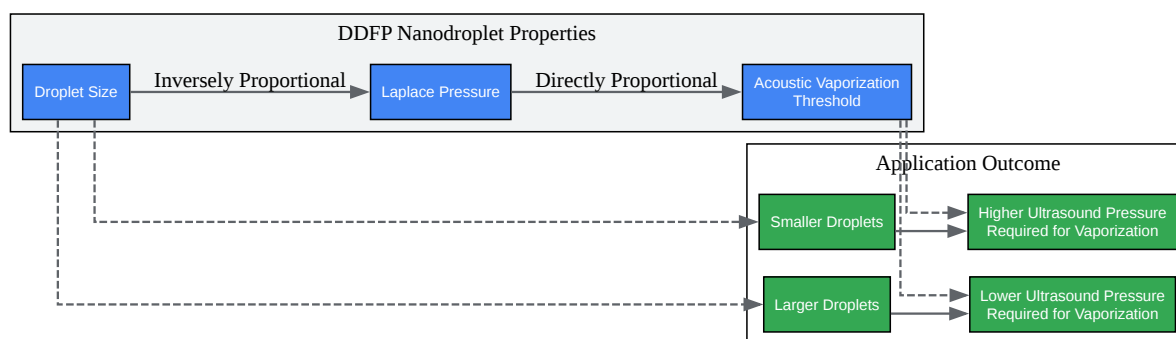 DDFP Nanodroplet Properties
Droplet Size
Inversely Proportional
Laplace Pressure
Directly Proportional
Acoustic Vaporization
Threshold
Application Outcome
Smaller Droplets
Higher Ultrasound Pressure
Required for Vaporization
Larger Droplets
Lower Ultrasound Pressure
Required for Vaporization